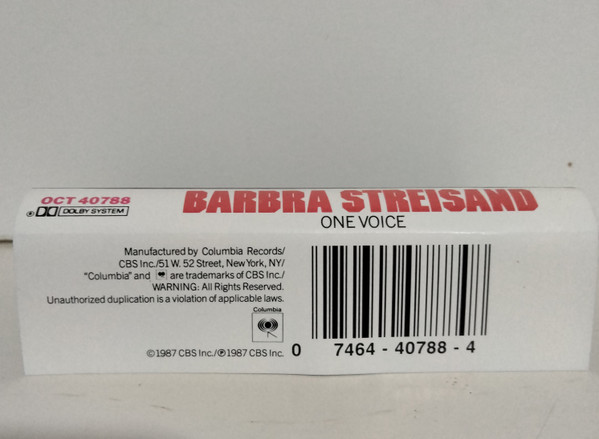 OCT 40788
DOLBY SYSTEM
BARBRA STREISAND
ONE VOICE
Manufactured by Columbia Records/
CBS Inc./51 W. 52 Street, New York, NY/
"Columbia" and are trademarks of CBS Inc./
WARNING: All Rights Reserved.
Unauthorized duplication is a violation of applicable laws.
Columbia
©1987 CBS Inc./℗1987 CBS Inc.
0 7464 - 40788 - 4